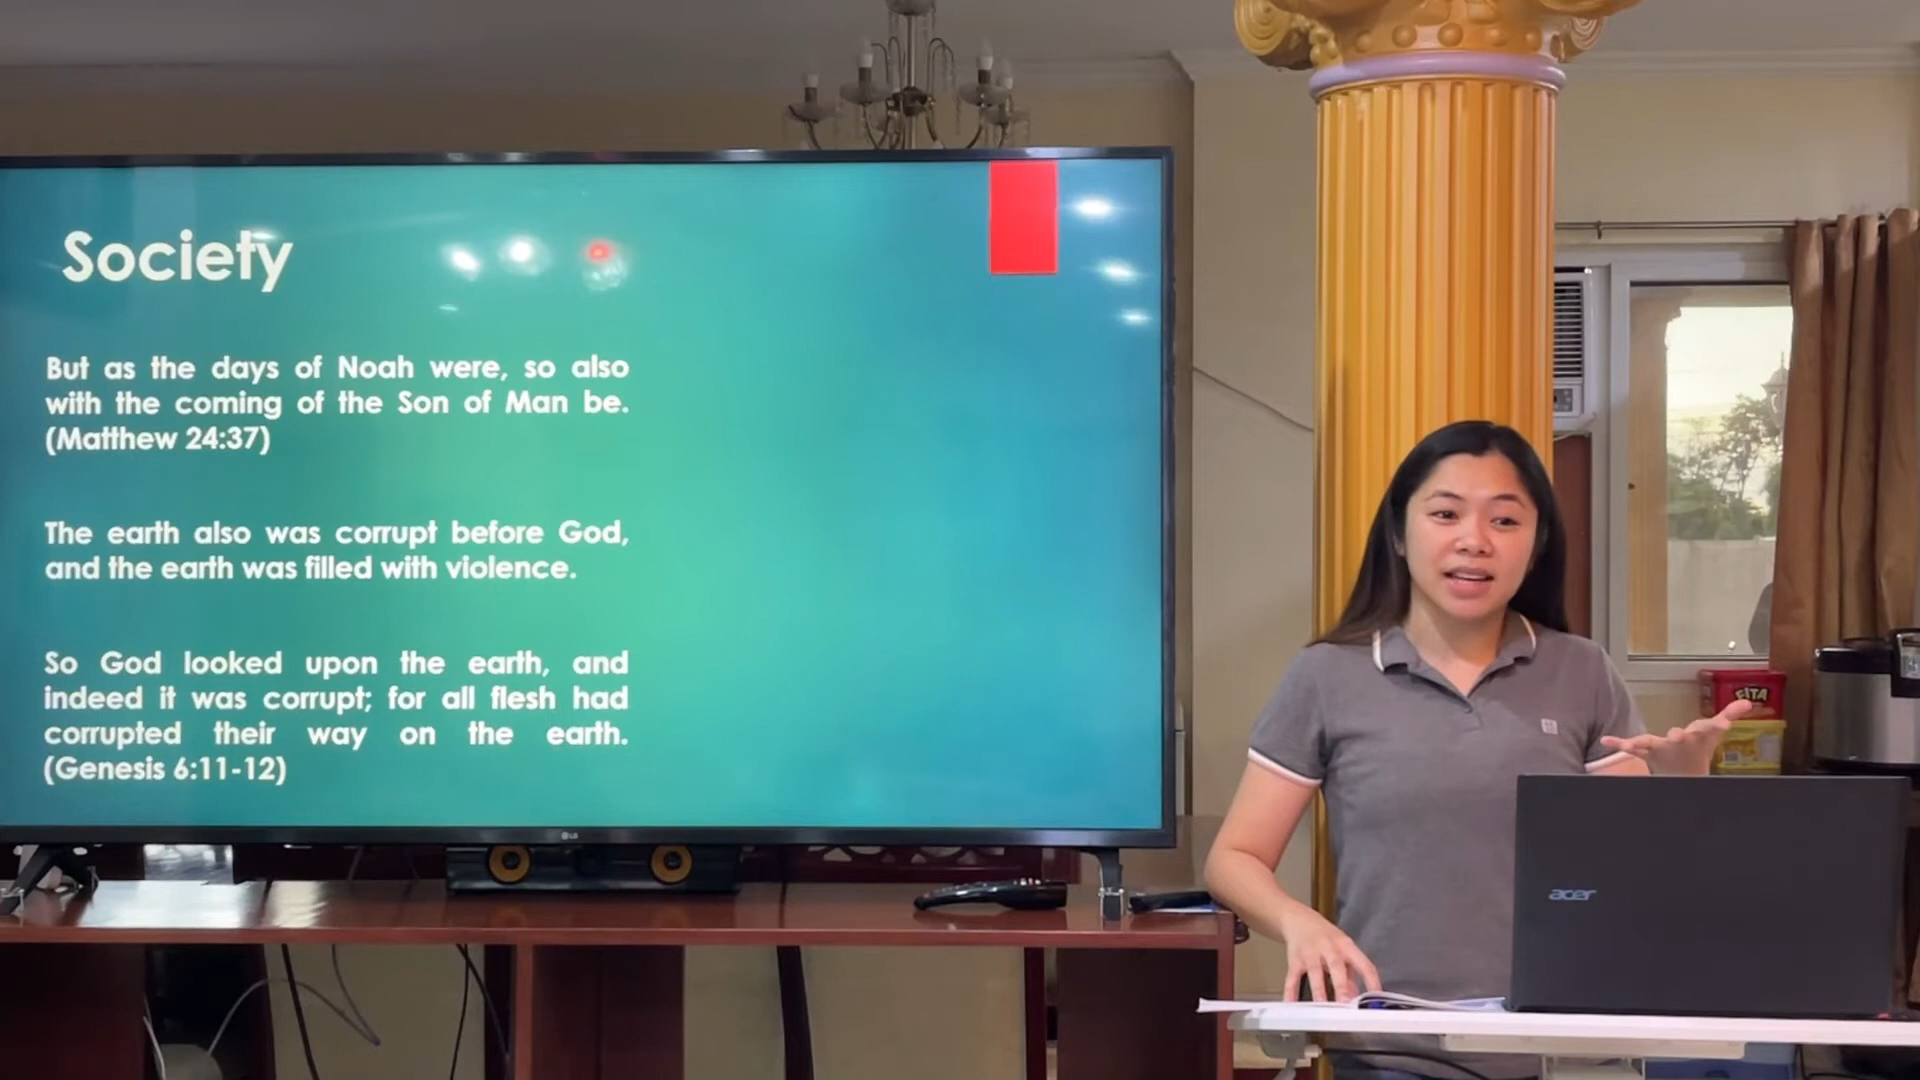 Society
But as the days of Noah were, so also
with the coming of the Son of Man be.
(Matthew 24:37)
The earth also was corrupt before God,
and the earth was filled with violence.
So God looked upon the earth, and
indeed it was corrupt; for all flesh had
corrupted their way on the earth.
(Genesis 6:11-12)
LG
FITA
acer